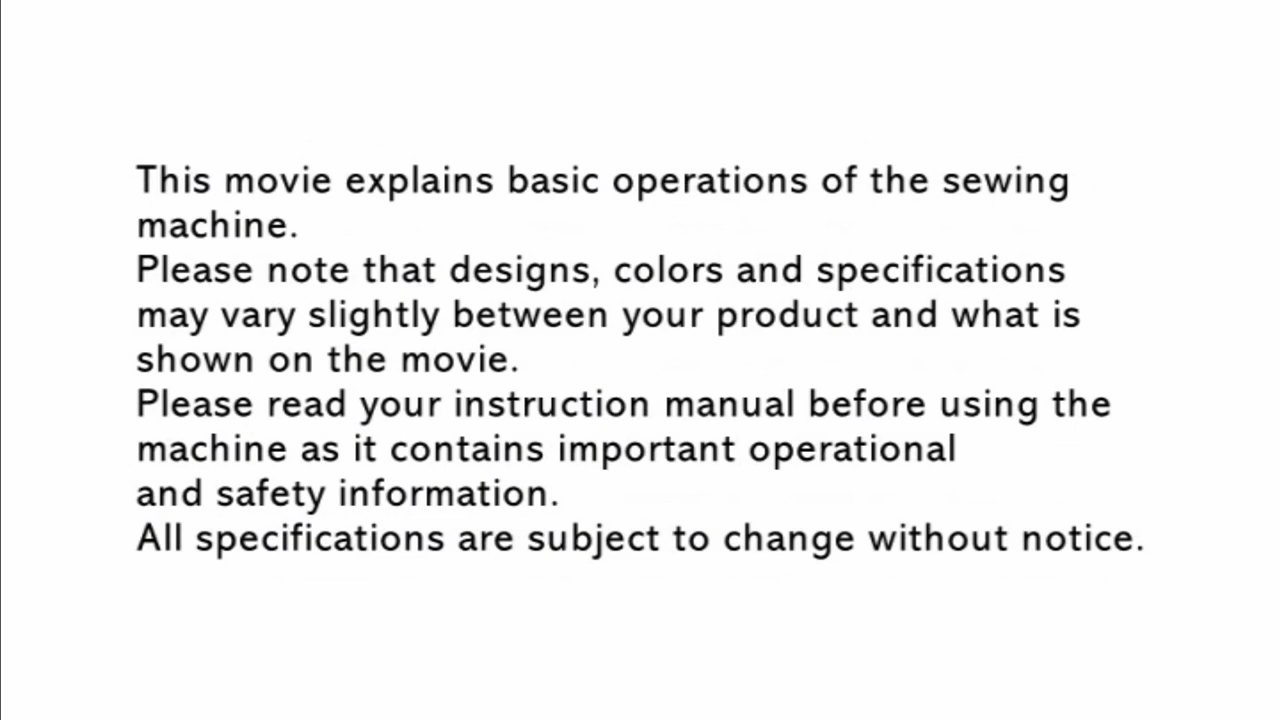 This movie explains basic operations of the sewing
machine.
Please note that designs, colors and specifications
may vary slightly between your product and what is
shown on the movie.
Please read your instruction manual before using the
machine as it contains important operational
and safety information.
All specifications are subject to change without notice.